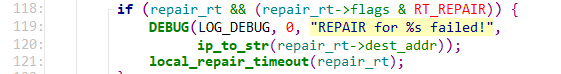 118: if (repair_rt && (repair_rt->flags & RT_REPAIR)) {
119: DEBUG(LOG_DEBUG, 0, "REPAIR for %s failed!",
120: ip_to_str(repair_rt->dest_addr));
121: local_repair_timeout(repair_rt);